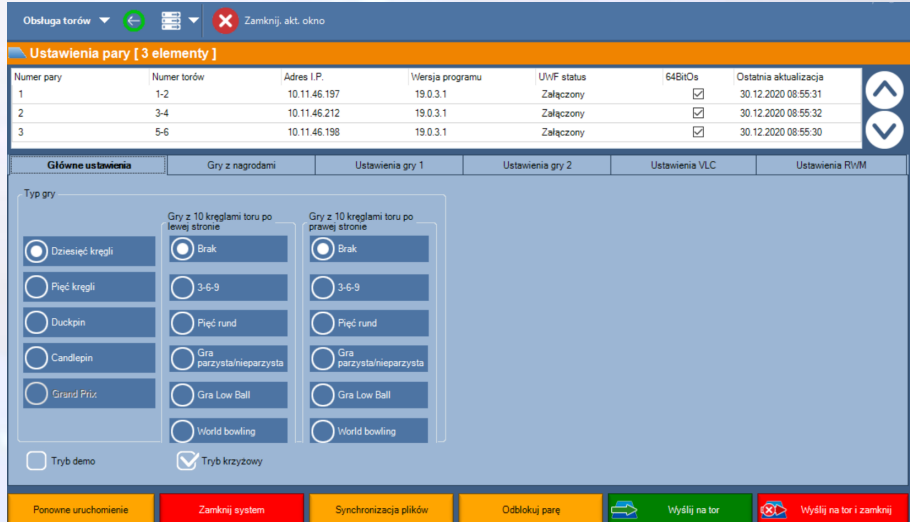 Obsługa torów
Zamknij. akt. okno
Ustawienia pary [ 3 elementy ]
Numer pary Numer torów Adres I.P. Wersja programu UWF status 64BitOs Ostatnia aktualizacja
1 1-2 10.11.46.197 19.0.3.1 Załączony 30.12.2020 08:55:31
2 3-4 10.11.46.212 19.0.3.1 Załączony 30.12.2020 08:55:32
3 5-6 10.11.46.198 19.0.3.1 Załączony 30.12.2020 08:55:30
Główne ustawienia Gry z nagrodami Ustawienia gry 1 Ustawienia gry 2 Ustawienia VLC Ustawienia RWM
Typ gry
Dziesięć kręgli
Pięć kręgli
Duckpin
Candlepin
Grand Prix
Gry z 10 kręglami toru po
lewej stronie
Brak
3-6-9
Pięć rund
Gra
parzysta/nieparzysta
Gra Low Ball
World bowling
Gry z 10 kręglami toru po
prawej stronie
Brak
3-6-9
Pięć rund
Gra
parzysta/nieparzysta
Gra Low Ball
World bowling
Tryb demo
Tryb krzyżowy
Ponowne uruchomienie
Zamknij system
Synchronizacja plików
Odblokuj parę
Wyślij na tor
Wyślij na tor i zamknij